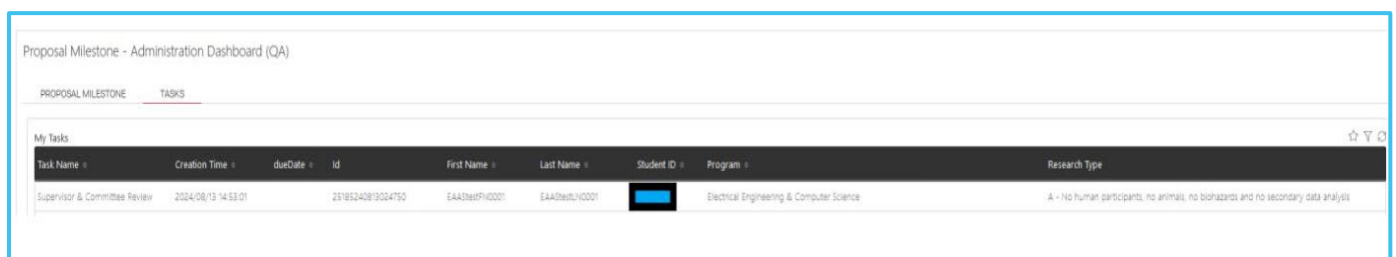 Proposal Milestone - Administration Dashboard (QA)
PROPOSAL MILESTONE TASKS
My Tasks
Task Name Creation Time dueDate Id First Name Last Name Student ID Program Research Type
Supervisor & Committee Review 2024/08/13 14:53:01 25185240813024750 EAAStestFN0001 EAAStestLN0001 Electrical Engineering & Computer Science A - No human participants, no animals, no biohazards and no secondary data analysis